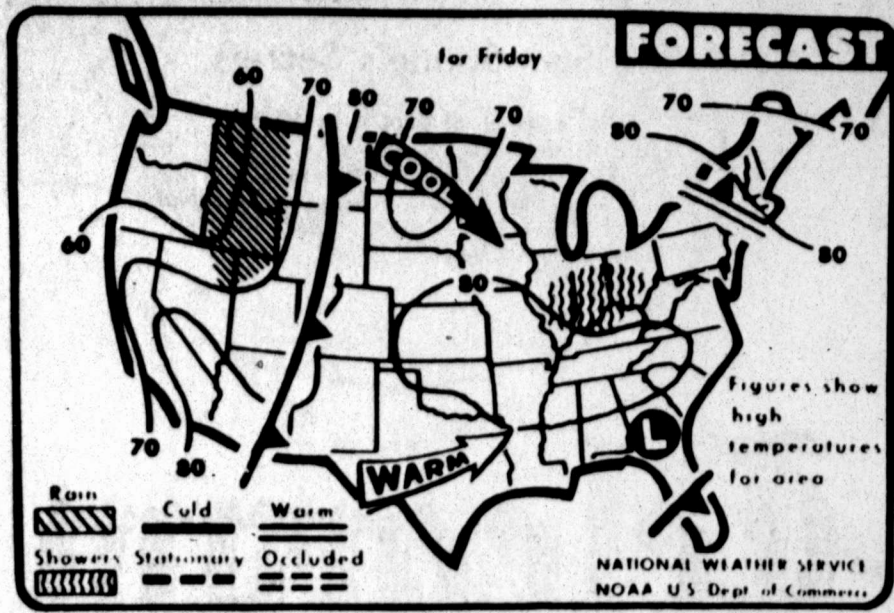 FORECAST
for Friday
60
70
80
70
70
70
70
80
80
60
80
70
80
COOL
WARM
L
Figures show
high
temperatures
for area
Rain
Cold
Warm
Showers
Stationary
Occluded
NATIONAL WEATHER SERVICE
NOAA US Dept of Commerce